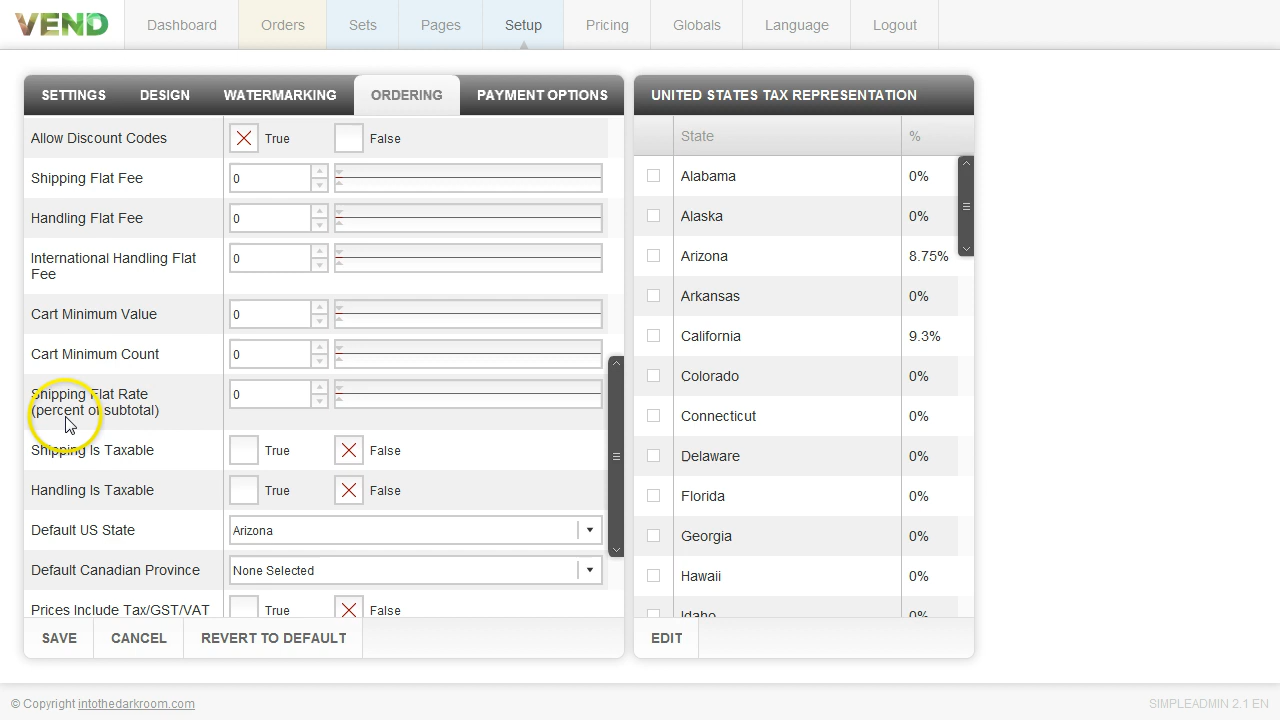 VEND
Dashboard
Orders
Sets
Pages
Setup
Pricing
Globals
Language
Logout
SETTINGS
DESIGN
WATERMARKING
ORDERING
PAYMENT OPTIONS
Allow Discount Codes
True
False
Shipping Flat Fee
0
Handling Flat Fee
0
International Handling Flat
Fee
0
Cart Minimum Value
0
Cart Minimum Count
0
Shipping Flat Rate
(percent of subtotal)
0
Shipping Is Taxable
True
False
Handling Is Taxable
True
False
Default US State
Arizona
Default Canadian Province
None Selected
Prices Include Tax/GST/VAT
True
False
SAVE
CANCEL
REVERT TO DEFAULT
UNITED STATES TAX REPRESENTATION
State
%
Alabama
0%
Alaska
0%
Arizona
8.75%
Arkansas
0%
California
9.3%
Colorado
0%
Connecticut
0%
Delaware
0%
Florida
0%
Georgia
0%
Hawaii
0%
Idaho
0%
EDIT
© Copyright intothedarkroom.com
SIMPLEADMIN 2.1 EN